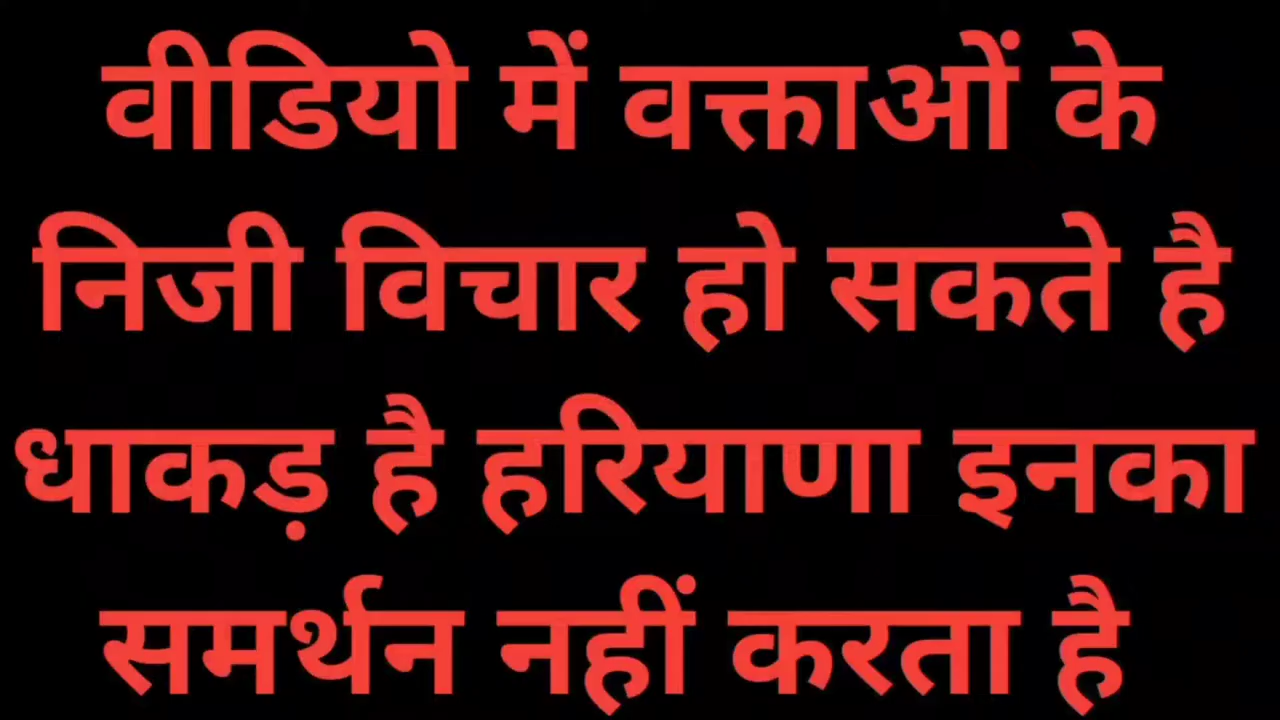 वीडियो में वक्ताओं के
निजी विचार हो सकते है
धाकड़ है हरियाणा इनका
समर्थन नहीं करता है